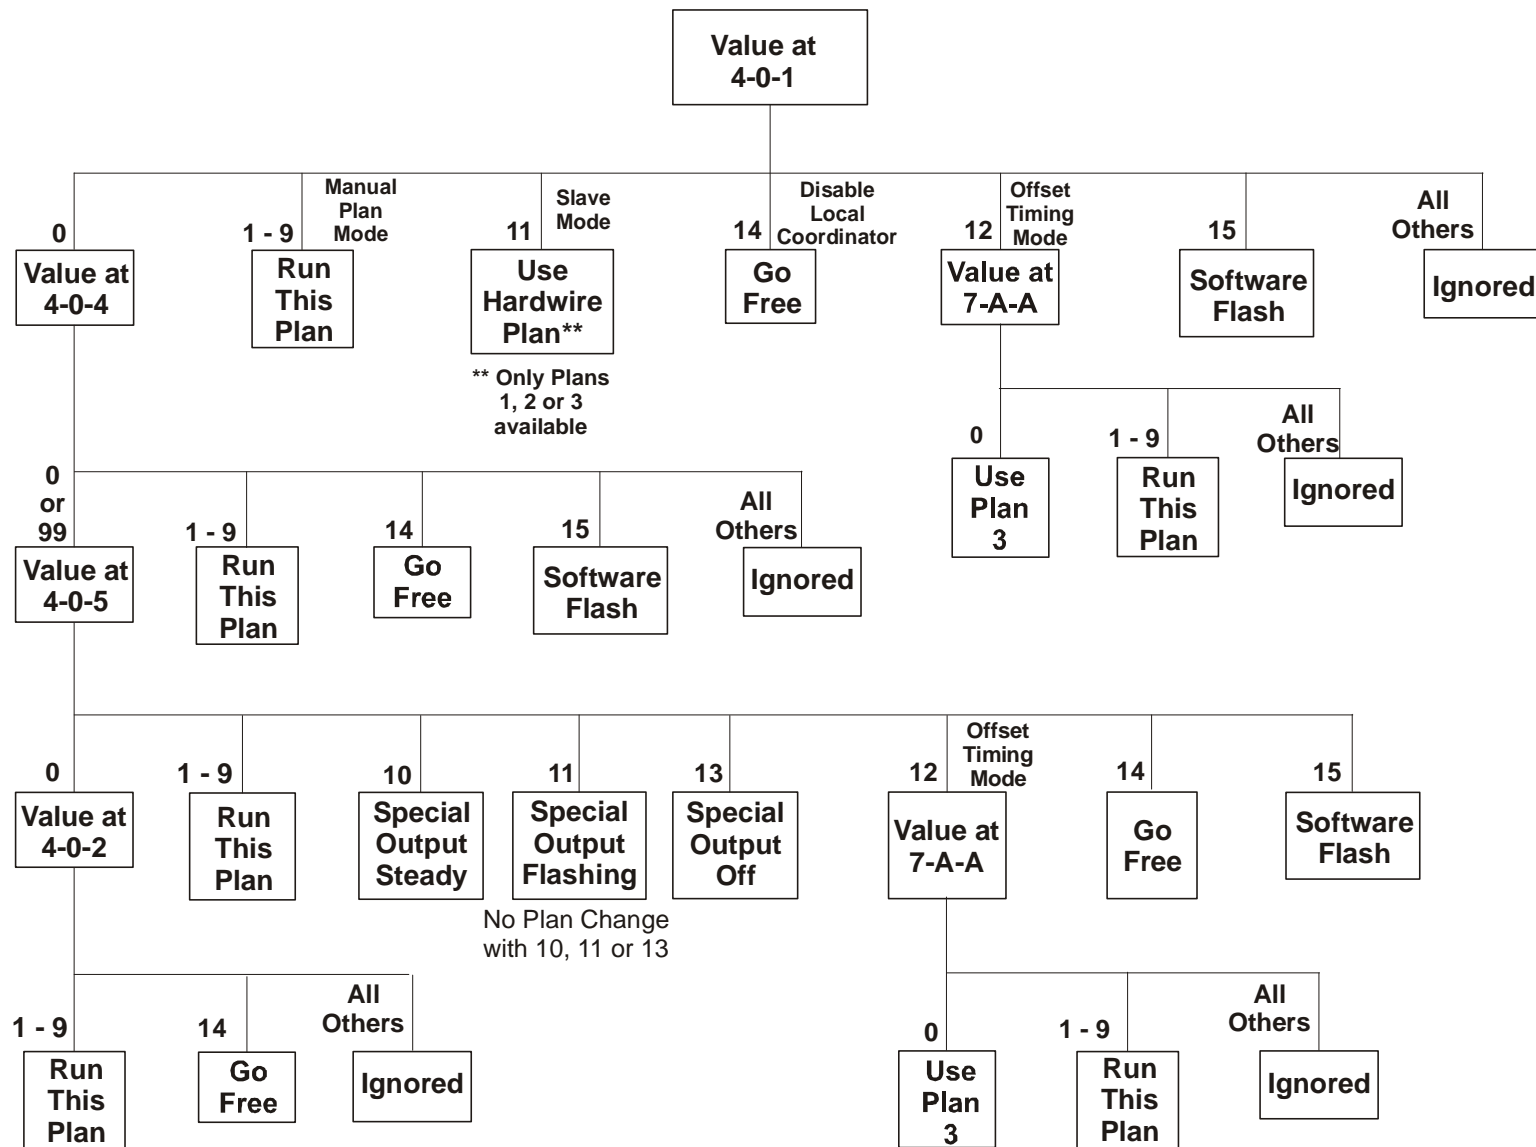 Value at
4-0-1
0
Value at
4-0-4
1 - 9
Manual
Plan
Mode
Run
This
Plan
11
Slave
Mode
Use
Hardwire
Plan**
** Only Plans
1, 2 or 3
available
14
Disable
Local
Coordinator
Go
Free
12
Offset
Timing
Mode
Value at
7-A-A
15
Software
Flash
All
Others
Ignored
0
Use
Plan
3
1 - 9
Run
This
Plan
All
Others
Ignored
0
or
99
Value at
4-0-5
1 - 9
Run
This
Plan
14
Go
Free
15
Software
Flash
All
Others
Ignored
0
Value at
4-0-2
1 - 9
Run
This
Plan
10
Special
Output
Steady
11
Special
Output
Flashing
13
Special
Output
Off
No Plan Change
with 10, 11 or 13
12
Offset
Timing
Mode
Value at
7-A-A
14
Go
Free
15
Software
Flash
1 - 9
Run
This
Plan
14
Go
Free
All
Others
Ignored
0
Use
Plan
3
1 - 9
Run
This
Plan
All
Others
Ignored